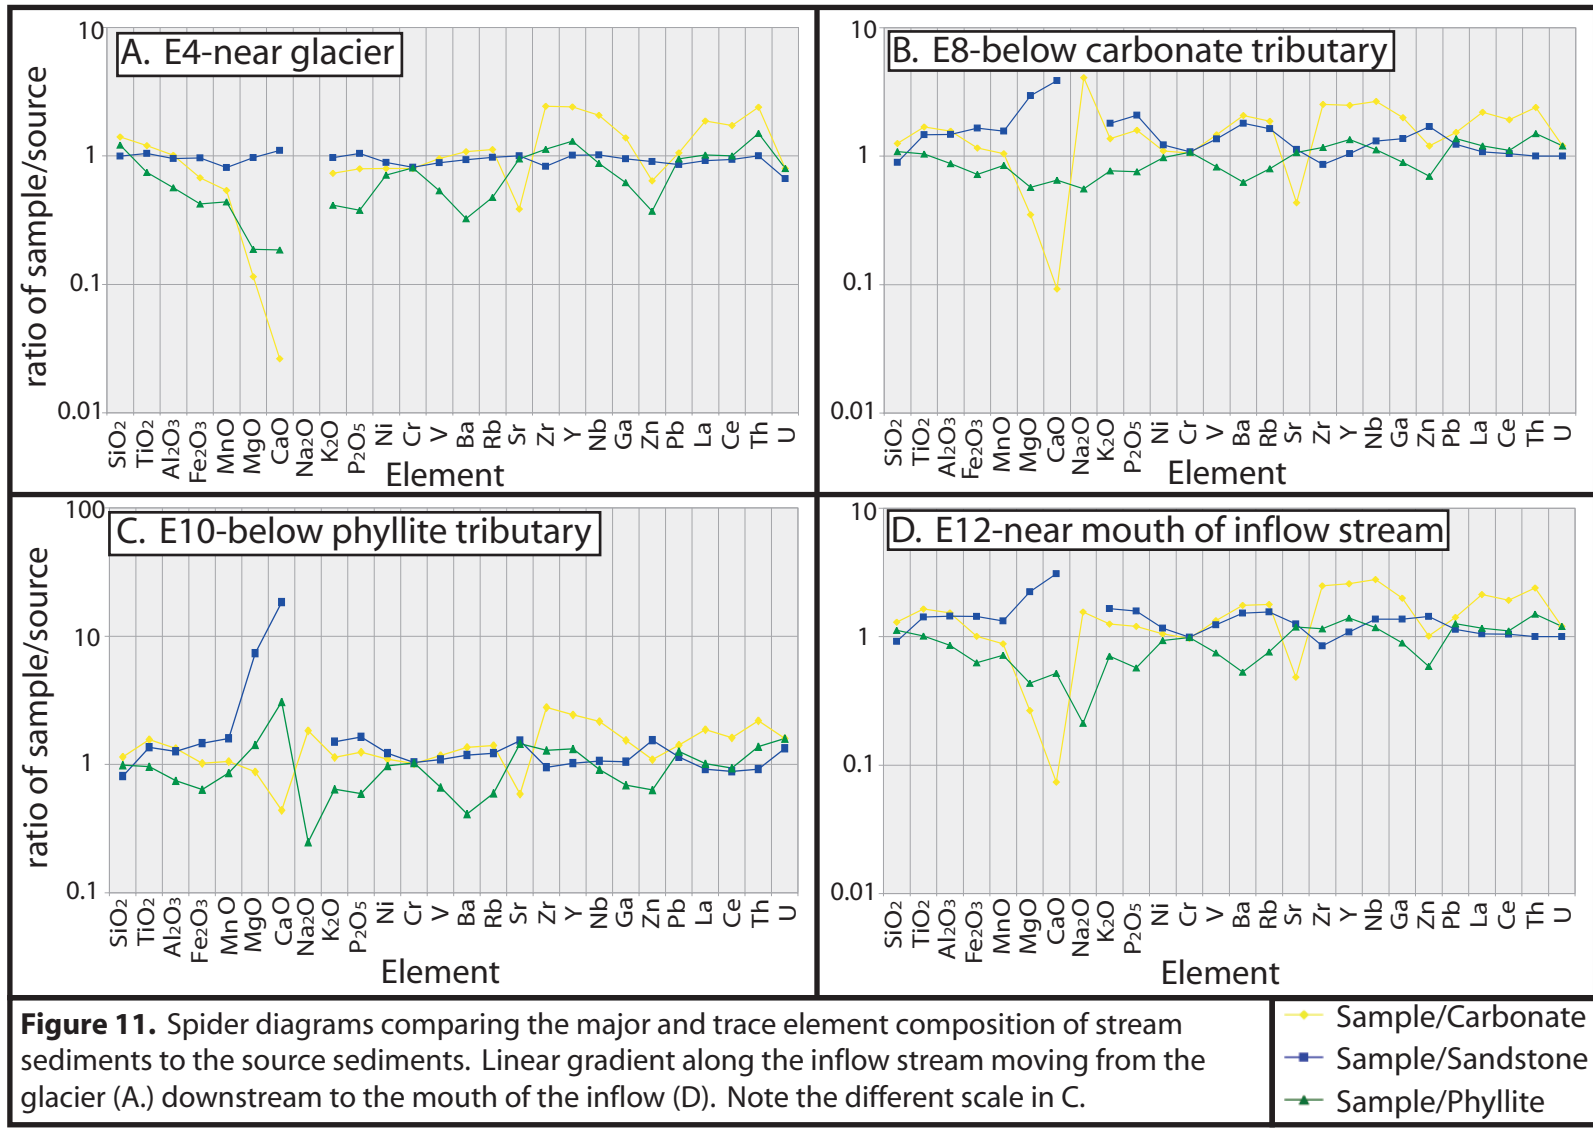 A. E4-near glacier
10
1
0.1
0.01
ratio of sample/source
SiO₂ TiO₂ Al₂O₃ Fe₂O₃ MnO MgO CaO Na₂O K₂O P₂O₅ Ni Cr V Ba Rb Sr Zr Y Nb Ga Zn Pb La Ce Th U
Element
B. E8-below carbonate tributary
10
1
0.1
0.01
SiO₂ TiO₂ Al₂O₃ Fe₂O₃ MnO MgO CaO Na₂O K₂O P₂O₅ Ni Cr V Ba Rb Sr Zr Y Nb Ga Zn Pb La Ce Th U
Element
C. E10-below phyllite tributary
100
10
1
0.1
ratio of sample/source
SiO₂ TiO₂ Al₂O₃ Fe₂O₃ MnO MgO CaO Na₂O K₂O P₂O₅ Ni Cr V Ba Rb Sr Zr Y Nb Ga Zn Pb La Ce Th U
Element
D. E12-near mouth of inflow stream
10
1
0.1
0.01
SiO₂ TiO₂ Al₂O₃ Fe₂O₃ MnO MgO CaO Na₂O K₂O P₂O₅ Ni Cr V Ba Rb Sr Zr Y Nb Ga Zn Pb La Ce Th U
Element
Figure 11. Spider diagrams comparing the major and trace element composition of stream
sediments to the source sediments. Linear gradient along the inflow stream moving from the
glacier (A.) downstream to the mouth of the inflow (D). Note the different scale in C.
Sample/Carbonate
Sample/Sandstone
Sample/Phyllite